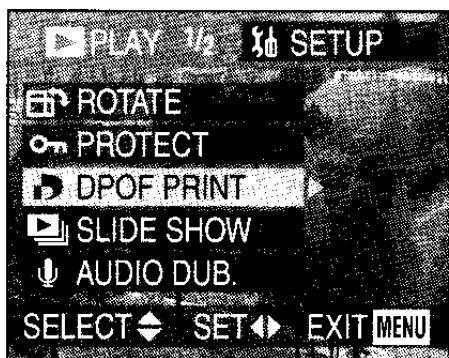 PLAY 1/2 SETUP
ROTATE
PROTECT
DPOF PRINT
SLIDE SHOW
AUDIO DUB.
SELECT SET EXIT MENU